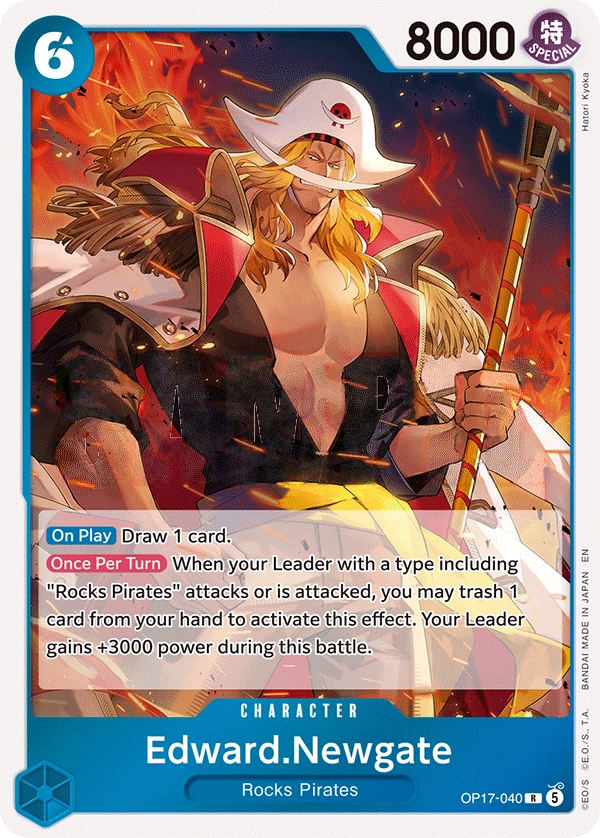 6
8000
特
SPECIAL
Hatori Kyoka
On Play Draw 1 card.
Once Per Turn When your Leader with a type including
"Rocks Pirates" attacks or is attacked, you may trash 1
card from your hand to activate this effect. Your Leader
gains +3000 power during this battle.
CHARACTER
Edward.Newgate
Rocks Pirates
OP17-040 R 5
©EO/S ©E.O./S., T.A. BANDAI MADE IN JAPAN EN